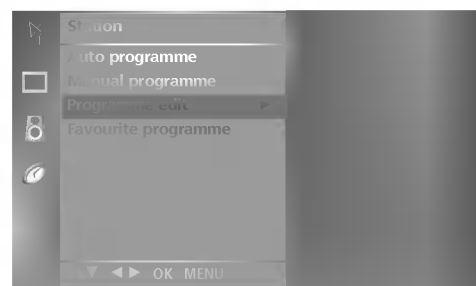 Station
Auto programme
Manual programme
Programme edit
Favourite programme
OK MENU